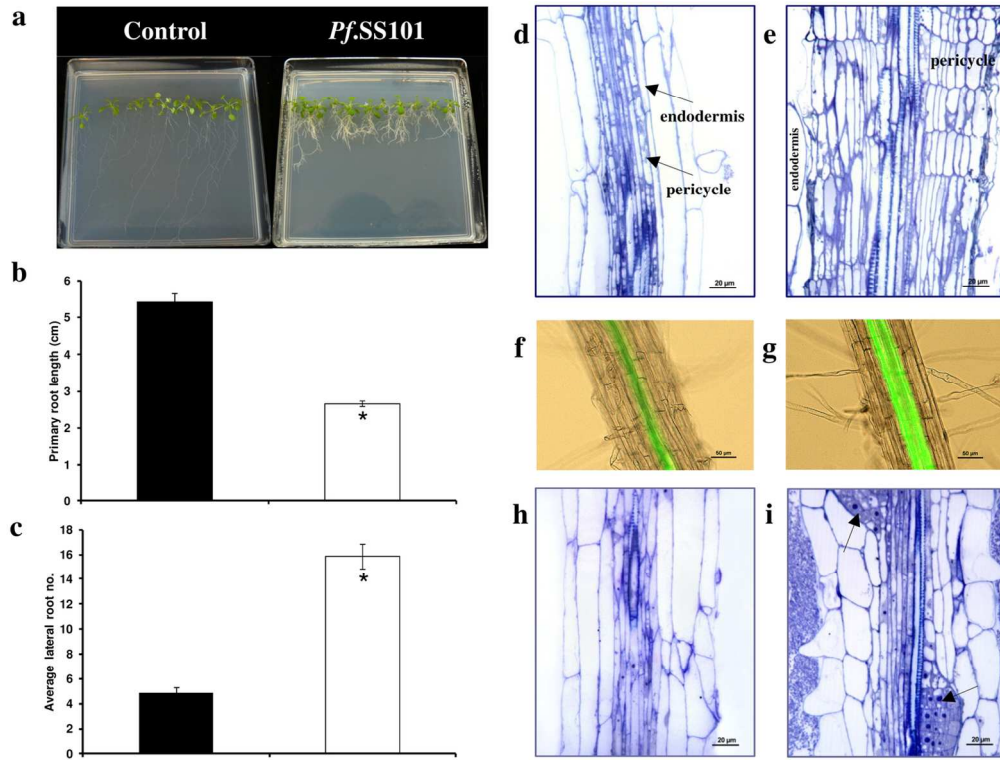 a
Control
Pf.SS101
b
Primary root length (cm)
6
5
4
3
2
1
0
*
c
Average lateral root no.
18
16
14
12
10
8
6
4
2
0
*
d
endodermis
pericycle
20 µm
e
pericycle
endodermis
20 µm
f
50 µm
g
50 µm
h
20 µm
i
20 µm